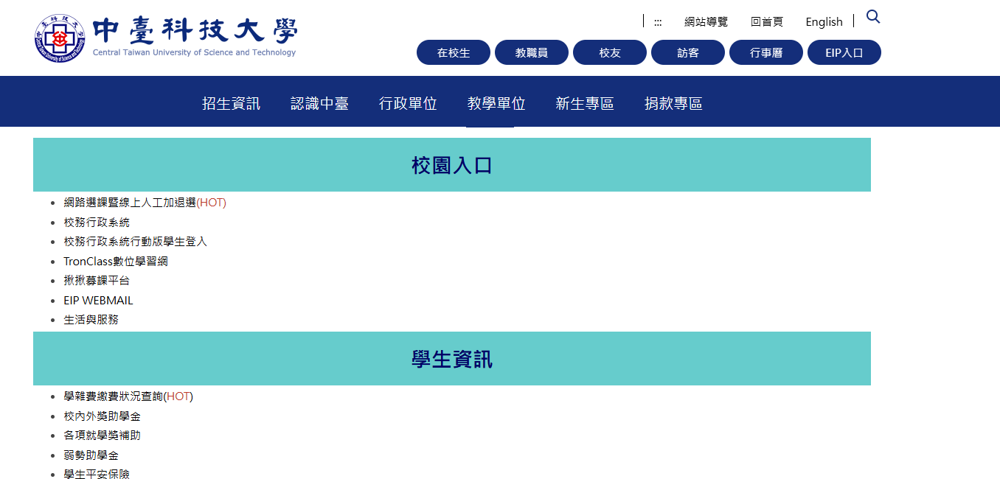 中臺科技大學
Central Taiwan University of Science and Technology
:::
網站導覽
回首頁
English
在校生
教職員
校友
訪客
行事曆
EIP入口
招生資訊
認識中臺
行政單位
教學單位
新生專區
捐款專區
校園入口
網路選課暨線上人工加退選(HOT)
校務行政系統
校務行政系統行動版學生登入
TronClass數位學習網
揪揪募課平台
EIP WEBMAIL
生活與服務
學生資訊
學雜費繳費狀況查詢(HOT)
校內外獎助學金
各項就學獎補助
弱勢助學金
學生平安保險